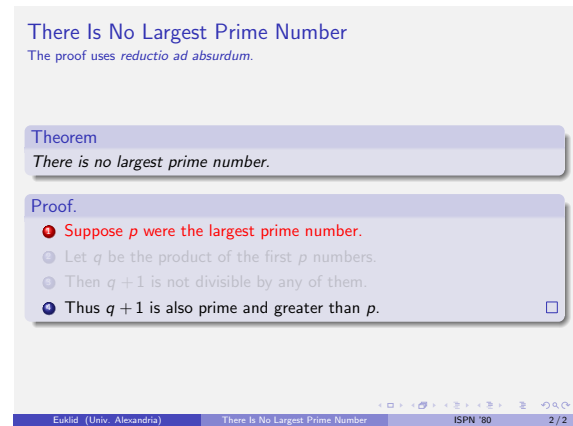 There Is No Largest Prime Number
The proof uses reductio ad absurdum.
Theorem
There is no largest prime number.
Proof.
1 Suppose p were the largest prime number.
2 Let q be the product of the first p numbers.
3 Then q + 1 is not divisible by any of them.
4 Thus q + 1 is also prime and greater than p.
Euklid (Univ. Alexandria) There Is No Largest Prime Number ISPN '80 2 / 2